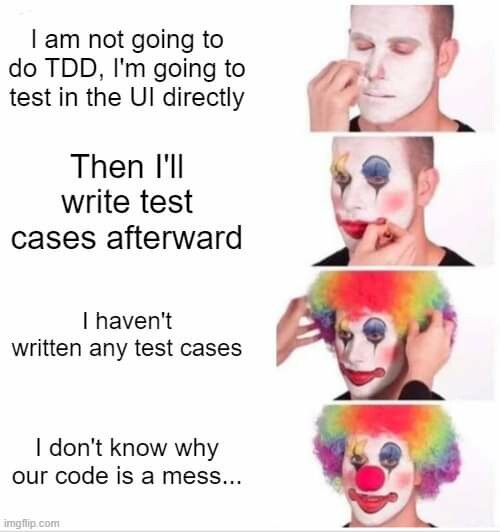 I am not going to
do TDD, I'm going to
test in the UI directly
Then I'll
write test
cases afterward
I haven't
written any test cases
I don't know why
our code is a mess...
imgflip.com